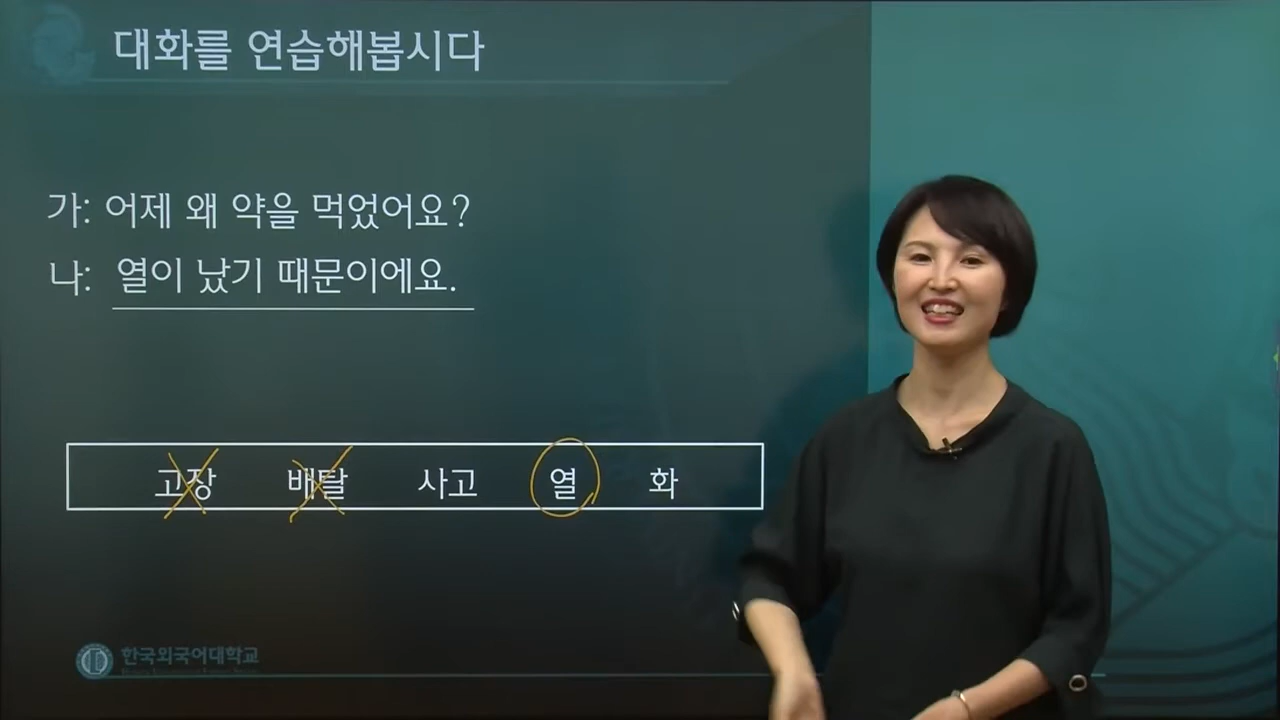 대화를 연습해봅시다
가: 어제 왜 약을 먹었어요?
나: 열이 났기 때문이에요.
고장 배달 사고 열 화
한국외국어대학교